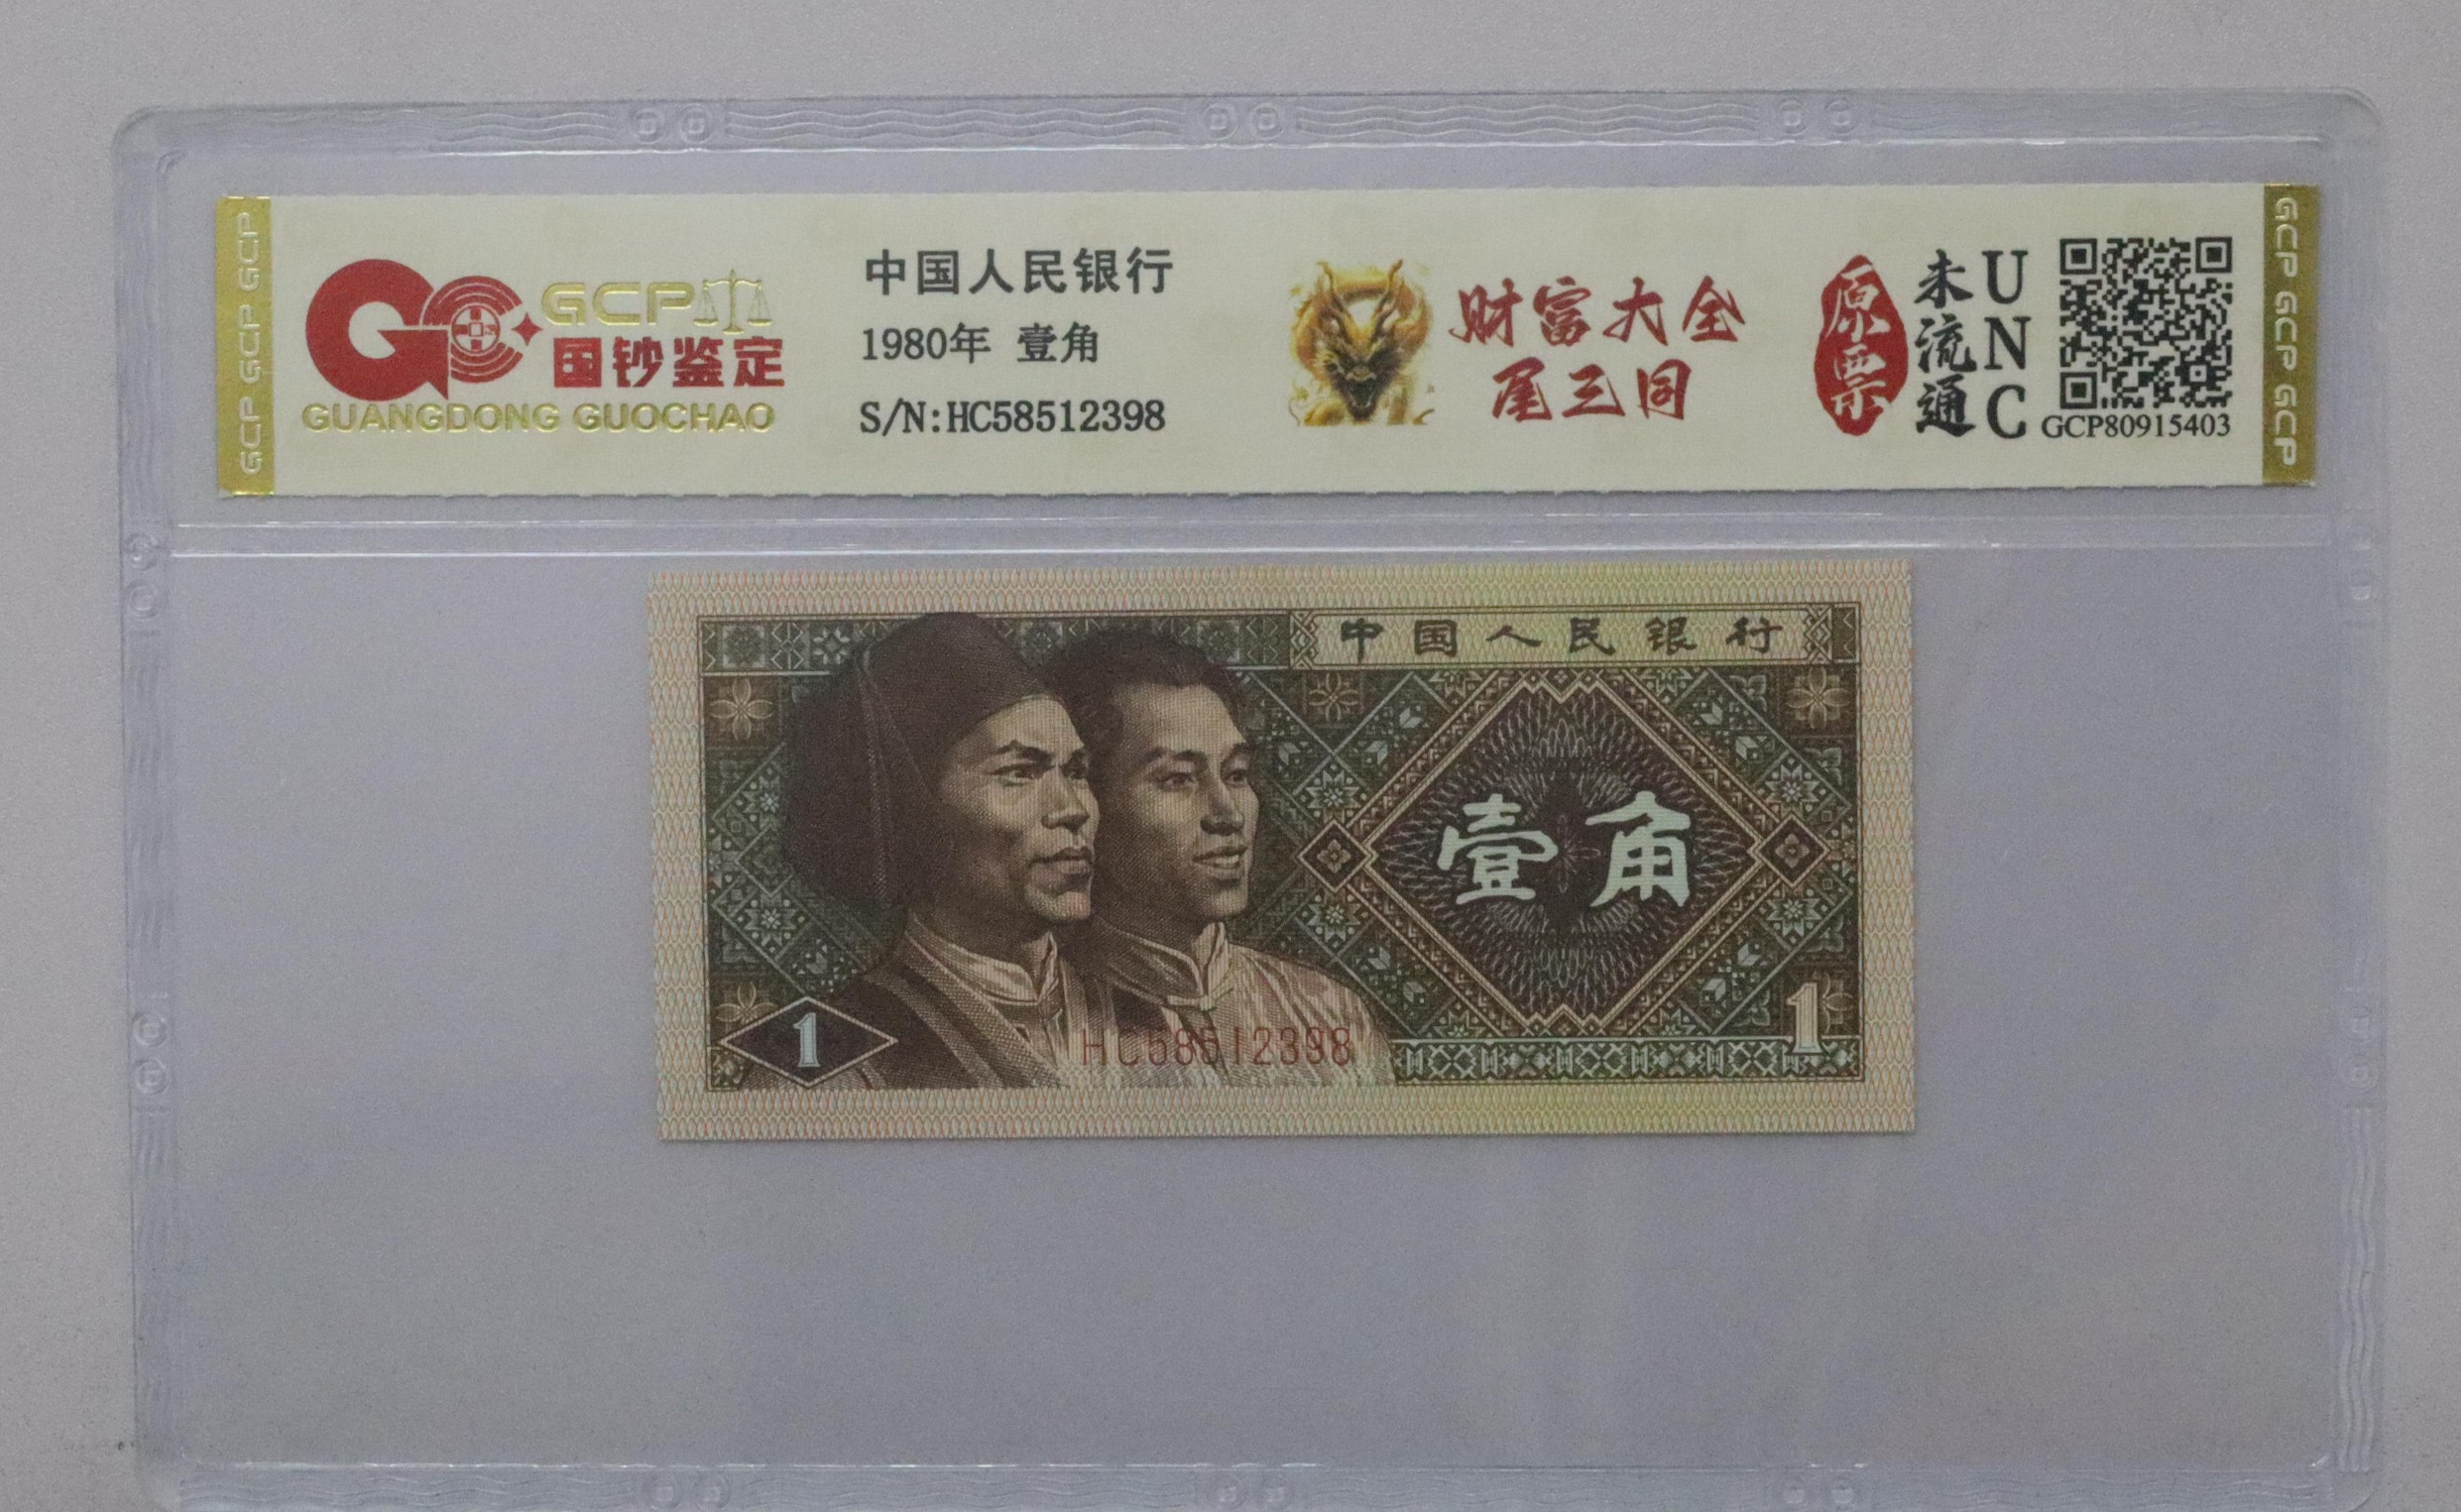 GCP GCP GCP
GCP
国钞鉴定
GUANGDONG GUOCHAO
中国人民银行
1980年 壹角
S/N:HC58512398
财富大全
尾三同
原票
未流通
UNC
GCP80915403
GCP GCP GCP
中国人民银行
壹角
1
HC58512398
1